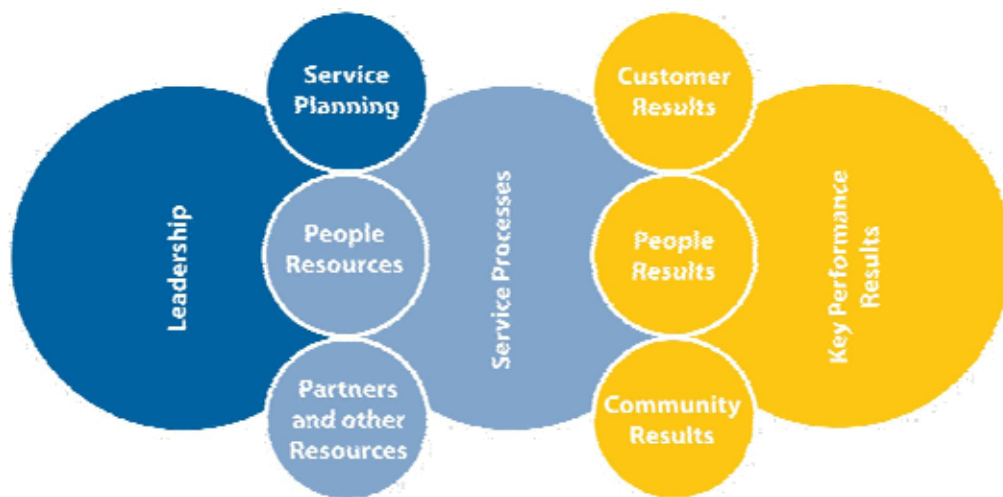 Leadership
Service
Planning
People
Resources
Partners
and other
Resources
Service Processes
Customer
Results
People
Results
Community
Results
Key Performance
Results